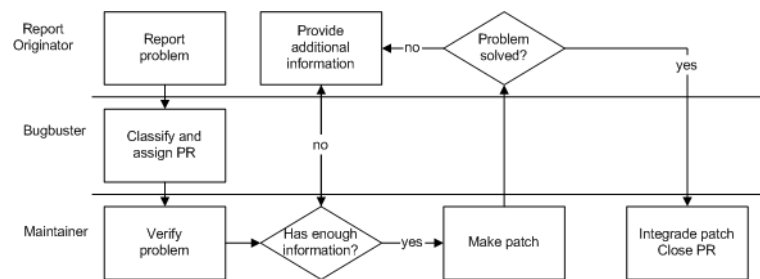 Report
Originator
Report
problem
Provide
additional
information
no
Problem
solved?
yes
Bugbuster
Classify and
assign PR
no
Maintainer
Verify
problem
Has enough
information?
yes
Make patch
Integrade patch
Close PR